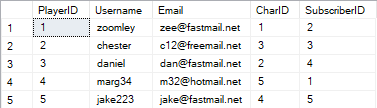 PlayerID Username Email CharID SubscriberID
1 1 zoomley zee@fastmail.net 1 2
2 2 chester c12@freemail.net 3 3
3 3 daniel dan@fastmail.net 2 4
4 4 marg34 m32@hotmail.net 5 1
5 5 jake223 jake@fastmail.net 4 5